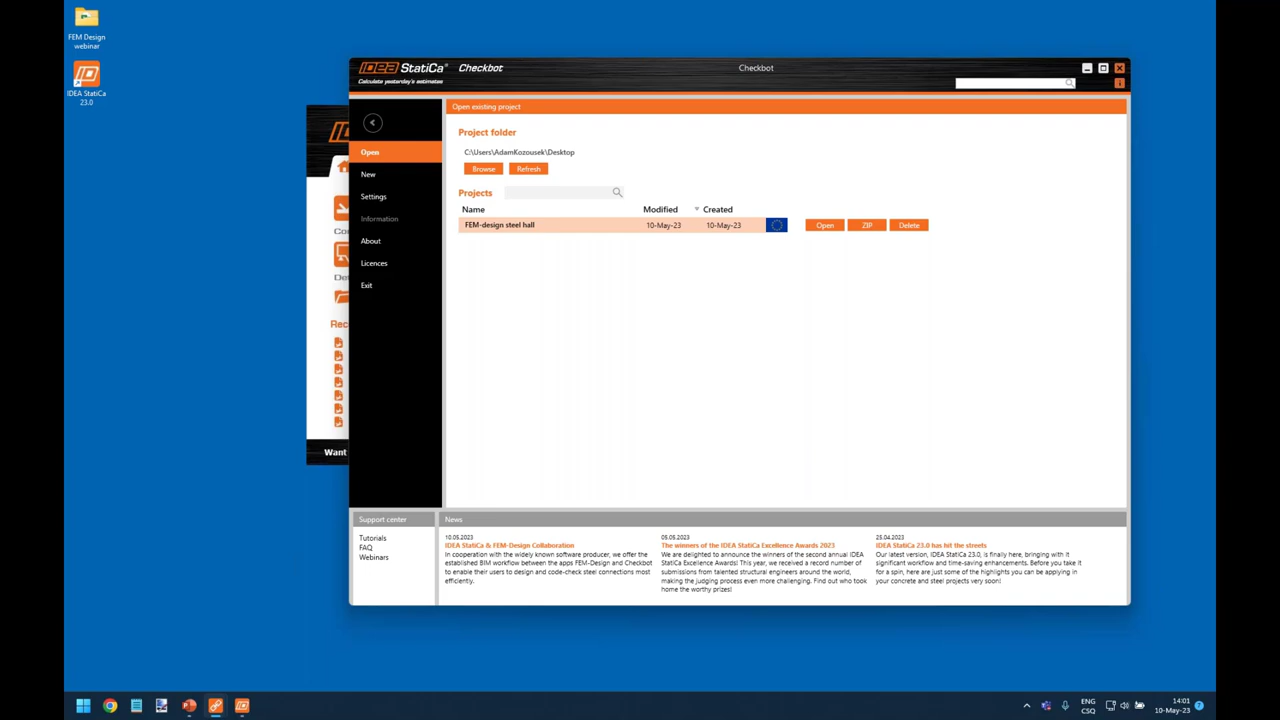 FEM Design
webinar
IDEA StatiCa
23.0
IDEA StatiCa® Checkbot
Calculate yesterday's estimates
Checkbot
Open existing project
Open
New
Settings
Information
About
Licences
Exit
Project folder
C:\Users\AdamKozousek\Desktop
Browse Refresh
Projects
Name Modified Created
FEM-design steel hall 10-May-23 10-May-23 Open ZIP Delete
Co
De
Rec
Want
Support center
Tutorials
FAQ
Webinars
News
10.05.2023
IDEA StatiCa & FEM-Design Collaboration
In cooperation with the widely known software producer, we offer the
established BIM workflow between the apps FEM-Design and Checkbot
to enable their users to design and code-check steel connections most
efficiently.
05.05.2023
The winners of the IDEA StatiCa Excellence Awards 2023
We are delighted to announce the winners of the second annual IDEA
StatiCa Excellence Awards! This year, we received a record number of
submissions from talented structural engineers around the world,
making the judging process even more challenging. Find out who took
home the worthy prizes!
25.04.2023
IDEA StatiCa 23.0 has hit the streets
Our latest version, IDEA StatiCa 23.0, is finally here, bringing with it
significant workflow and time-saving enhancements. Before you take it
for a spin, here are just some of the highlights you can be applying in
your concrete and steel projects very soon!
ENG
CSQ
14:01
10-May-23